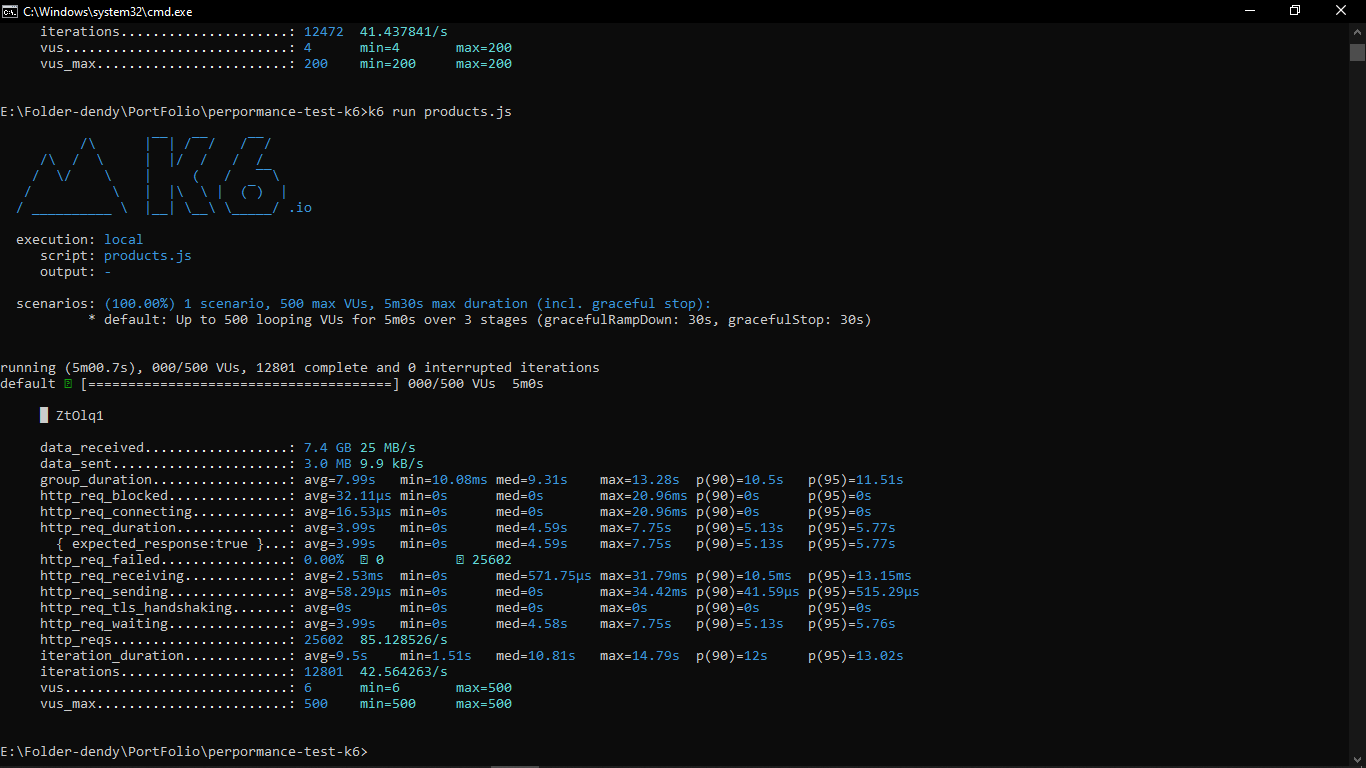 C:\Windows\system32\cmd.exe
iterations.....................: 12472  41.437841/s
vus............................: 4      min=4       max=200
vus_max........................: 200    min=200     max=200
E:\Folder-dendy\PortFolio\perpormance-test-k6>k6 run products.js
.io
execution: local
script: products.js
output: -
scenarios: (100.00%) 1 scenario, 500 max VUs, 5m30s max duration (incl. graceful stop):
* default: Up to 500 looping VUs for 5m0s over 3 stages (gracefulRampDown: 30s, gracefulStop: 30s)
running (5m00.7s), 000/500 VUs, 12801 complete and 0 interrupted iterations
default [======================================] 000/500 VUs  5m0s
█ ZtOlq1
data_received..................: 7.4 GB 25 MB/s
data_sent......................: 3.0 MB 9.9 kB/s
group_duration.................: avg=7.99s   min=10.08ms med=9.31s    max=13.28s  p(90)=10.5s   p(95)=11.51s
http_req_blocked...............: avg=32.11µs min=0s      med=0s       max=20.96ms p(90)=0s      p(95)=0s
http_req_connecting............: avg=16.53µs min=0s      med=0s       max=20.96ms p(90)=0s      p(95)=0s
http_req_duration..............: avg=3.99s   min=0s      med=4.59s    max=7.75s   p(90)=5.13s   p(95)=5.77s
{ expected_response:true }...: avg=3.99s   min=0s      med=4.59s    max=7.75s   p(90)=5.13s   p(95)=5.77s
http_req_failed................: 0.00%  0  25602
http_req_receiving.............: avg=2.53ms  min=0s      med=571.75µs max=31.79ms p(90)=10.5ms  p(95)=13.15ms
http_req_sending...............: avg=58.29µs min=0s      med=0s       max=34.42ms p(90)=41.59µs p(95)=515.29µs
http_req_tls_handshaking.......: avg=0s      min=0s      med=0s       max=0s      p(90)=0s      p(95)=0s
http_req_waiting...............: avg=3.99s   min=0s      med=4.58s    max=7.75s   p(90)=5.13s   p(95)=5.76s
http_reqs......................: 25602  85.128526/s
iteration_duration.............: avg=9.5s    min=1.51s   med=10.81s   max=14.79s  p(90)=12s     p(95)=13.02s
iterations.....................: 12801  42.564263/s
vus............................: 6      min=6       max=500
vus_max........................: 500    min=500     max=500
E:\Folder-dendy\PortFolio\perpormance-test-k6>